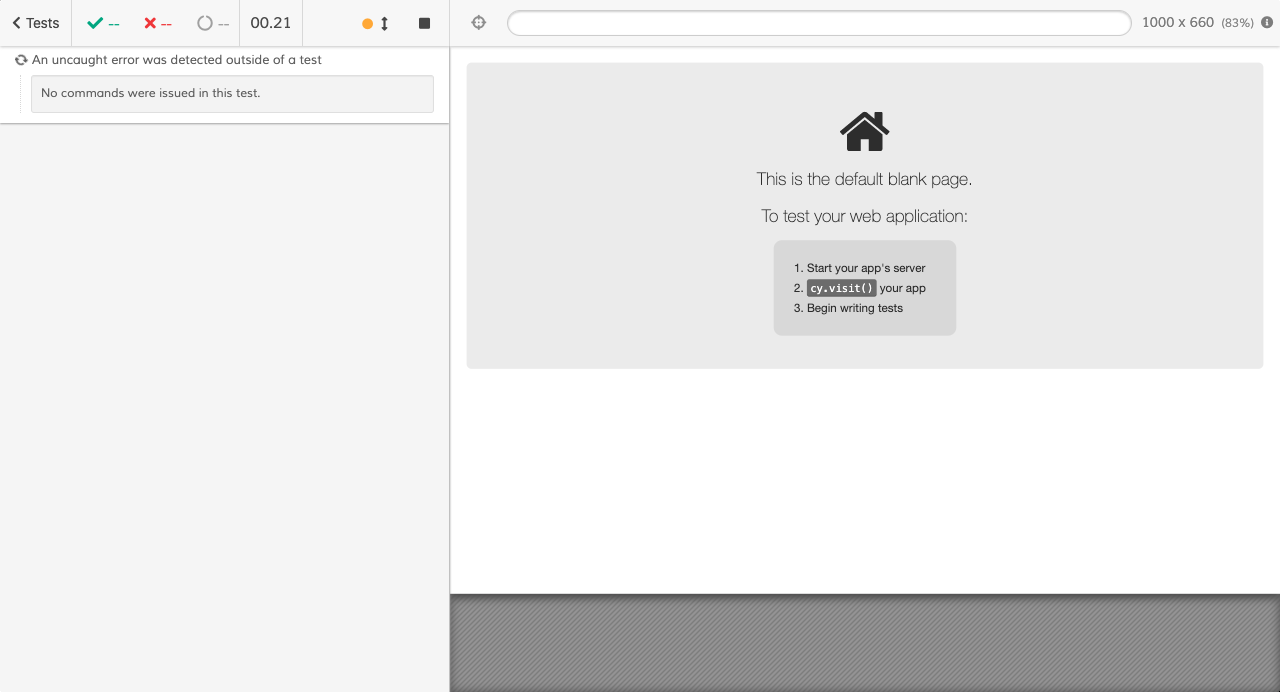 Tests -- -- -- 00.21 1000 x 660 (83%)
An uncaught error was detected outside of a test
No commands were issued in this test.
This is the default blank page.
To test your web application:
1. Start your app's server
2. cy.visit() your app
3. Begin writing tests